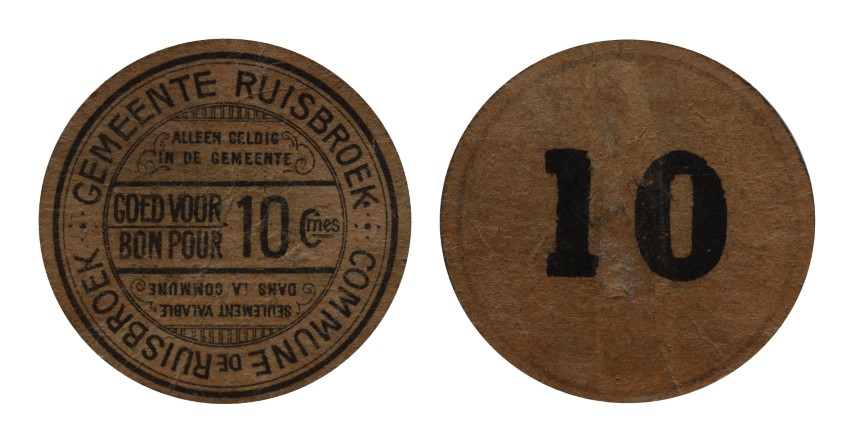 GEMEENTE RUISBROEK
ALLEEN GELDIG
IN DE GEMEENTE
GOED VOOR
BON POUR
10 Cmes
SEULEMENT VALABLE
DANS LA COMMUNE
COMMUNE DE RUISBROEK
10